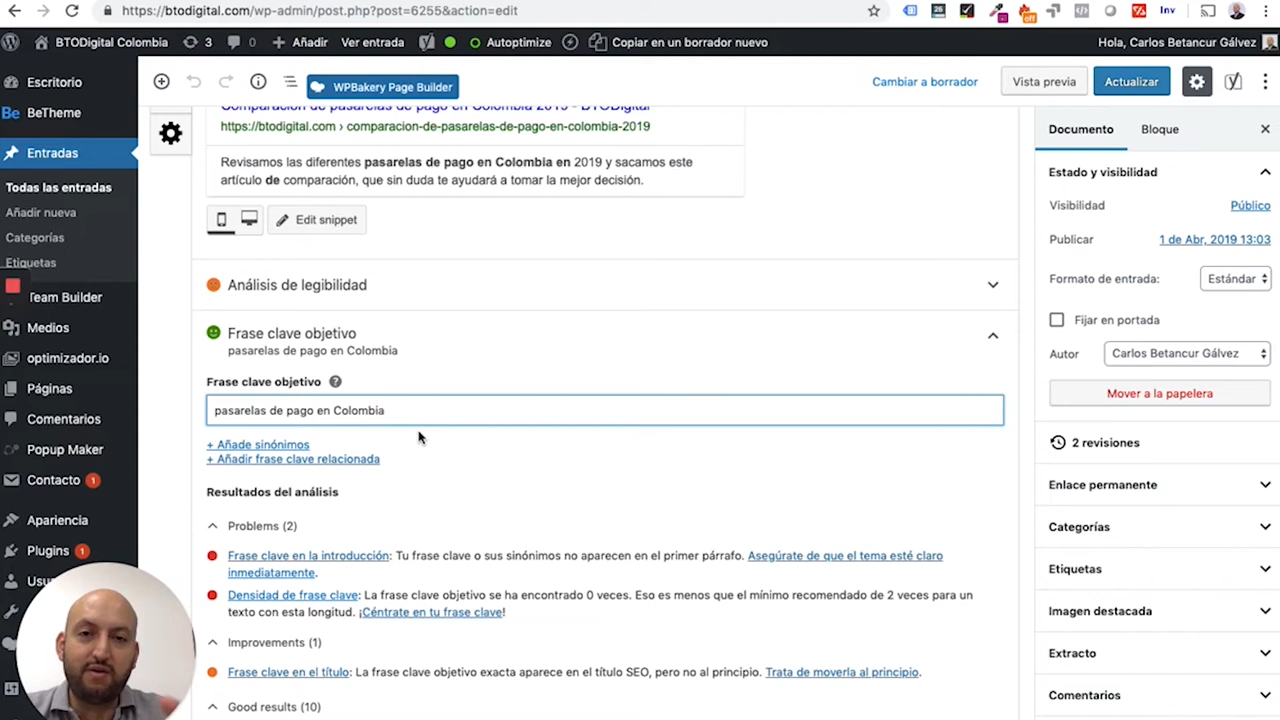 https://btodigital.com/wp-admin/post.php?post=6255&action=edit
Inv
BTODigital Colombia
3
0
Añadir
Ver entrada
Autoptimize
Copiar en un borrador nuevo
Hola, Carlos Betancur Gálvez
Escritorio
BeTheme
Entradas
Todas las entradas
Añadir nueva
Categorías
Etiquetas
Team Builder
Medios
optimizador.io
Páginas
Comentarios
Popup Maker
Contacto 1
Apariencia
Plugins 1
WPBakery Page Builder
Cambiar a borrador
Vista previa
Actualizar
Comparación de pasarelas de pago en Colombia 2019 - BTODigital
https://btodigital.com › comparacion-de-pasarelas-de-pago-en-colombia-2019
Revisamos las diferentes pasarelas de pago en Colombia en 2019 y sacamos este
artículo de comparación, que sin duda te ayudará a tomar la mejor decisión.
Edit snippet
Análisis de legibilidad
Frase clave objetivo
pasarelas de pago en Colombia
Frase clave objetivo ?
pasarelas de pago en Colombia
+ Añade sinónimos
+ Añadir frase clave relacionada
Resultados del análisis
Problems (2)
Frase clave en la introducción: Tu frase clave o sus sinónimos no aparecen en el primer párrafo. Asegúrate de que el tema esté claro
inmediatamente.
Densidad de frase clave: La frase clave objetivo se ha encontrado 0 veces. Eso es menos que el mínimo recomendado de 2 veces para un
texto con esta longitud. ¡Céntrate en tu frase clave!
Improvements (1)
Frase clave en el título: La frase clave objetivo exacta aparece en el título SEO, pero no al principio. Trata de moverla al principio.
Good results (10)
Documento
Bloque
Estado y visibilidad
Visibilidad
Público
Publicar
1 de Abr, 2019 13:03
Formato de entrada:
Estándar
Fijar en portada
Autor
Carlos Betancur Gálvez
Mover a la papelera
2 revisiones
Enlace permanente
Categorías
Etiquetas
Imagen destacada
Extracto
Comentarios